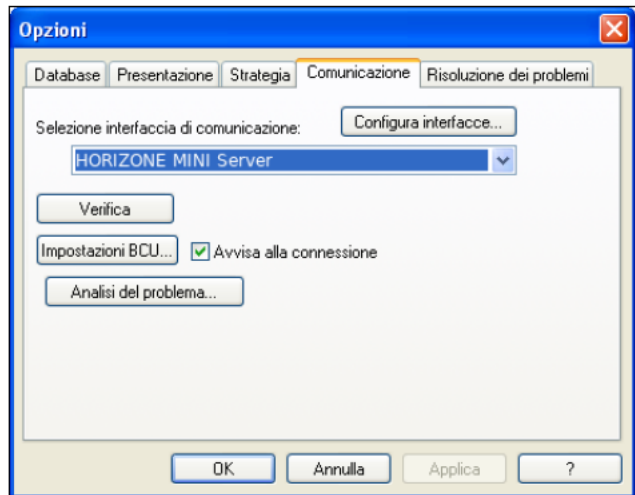 Opzioni
Database Presentazione Strategia Comunicazione Risoluzione dei problemi
Selezione interfaccia di comunicazione: Configura interfacce...
HORIZONE MINI Server
Verifica
Impostazioni BCU... Avvisa alla connessione
Analisi del problema...
OK Annulla Applica ?